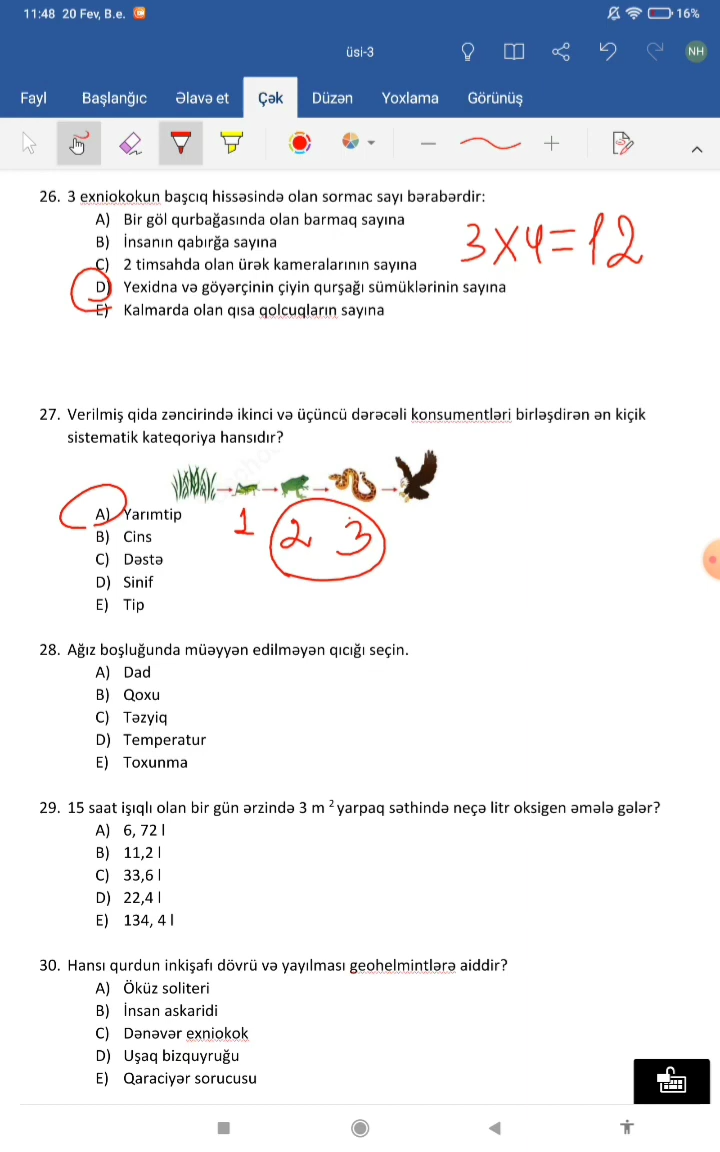 11:48 20 Fev, B.e. 16%
üsi-3 NH
Fayl Başlanğıc Əlavə et Çək Düzən Yoxlama Görünüş
26. 3 exniokokun başcıq hissəsində olan sormac sayı bərabərdir:
A) Bir göl qurbağasında olan barmaq sayına
B) İnsanın qabırğa sayına
C) 2 timsahda olan ürək kameralarının sayına
D) Yexidna və göyərçinin çiyin qurşağı sümüklərinin sayına
E) Kalmarda olan qısa qolcuqların sayına
3×4=12
27. Verilmiş qida zəncirində ikinci və üçüncü dərəcəli konsumentləri birləşdirən ən kiçik
sistematik kateqoriya hansıdır?
A) Yarımtip
B) Cins
C) Dəstə
D) Sinif
E) Tip
1 2 3
28. Ağız boşluğunda müəyyən edilməyən qıcığı seçin.
A) Dad
B) Qoxu
C) Təzyiq
D) Temperatur
E) Toxunma
29. 15 saat işıqlı olan bir gün ərzində 3 m ² yarpaq səthində neçə litr oksigen əmələ gələr?
A) 6, 72 l
B) 11,2 l
C) 33,6 l
D) 22,4 l
E) 134, 4 l
30. Hansı qurdun inkişafı dövrü və yayılması geohelmintlərə aiddir?
A) Öküz soliteri
B) İnsan askaridi
C) Dənəvər exniokok
D) Uşaq bizquyruğu
E) Qaraciyər sorucusu